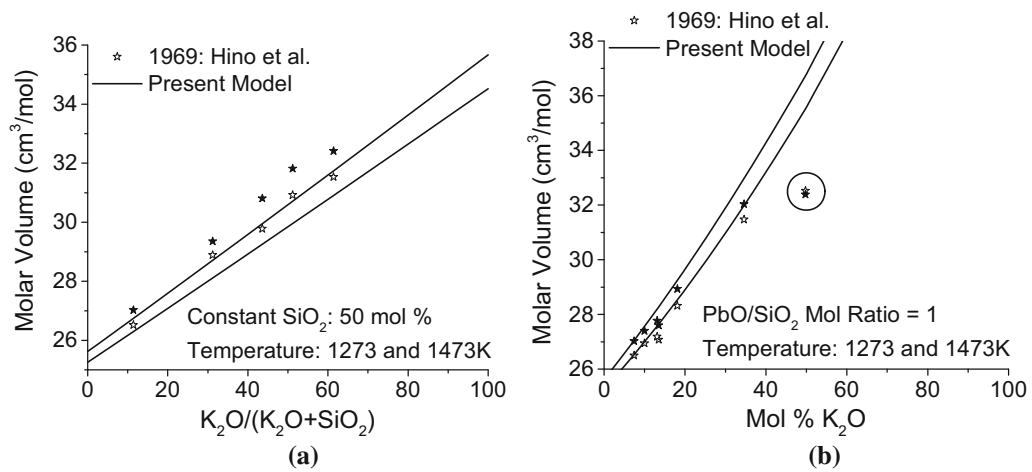 36
34
32
30
28
26
Molar Volume (cm³/mol)
☆ 1969: Hino et al.
Present Model
Constant SiO₂: 50 mol %
Temperature: 1273 and 1473K
0 20 40 60 80 100
K₂O/(K₂O+SiO₂)
(a)
38
36
34
32
30
28
26
Molar Volume (cm³/mol)
☆ 1969: Hino et al.
Present Model
PbO/SiO₂ Mol Ratio = 1
Temperature: 1273 and 1473K
0 20 40 60 80 100
Mol % K₂O
(b)